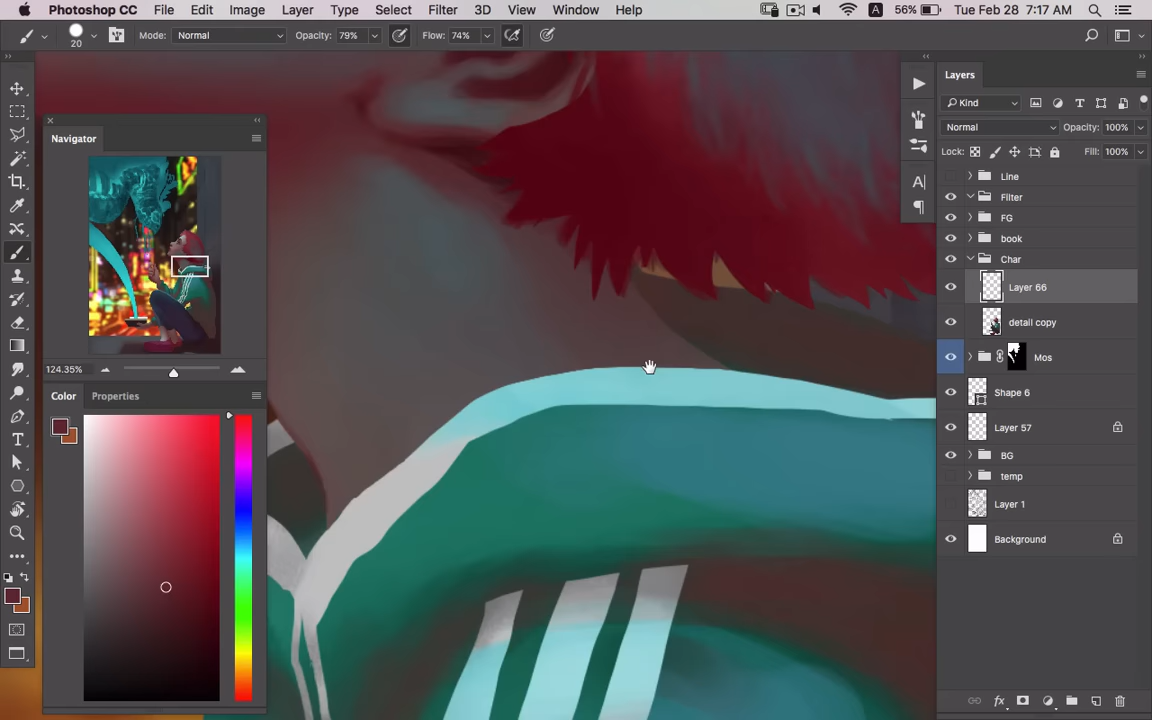 Photoshop CC File Edit Image Layer Type Select Filter 3D View Window Help 56% Tue Feb 28 7:17 AM
20 Mode: Normal Opacity: 79% Flow: 74%
Navigator
124.35%
Color Properties
Layers
Kind
Normal Opacity: 100%
Lock: Fill: 100%
Line
Filter
FG
book
Char
Layer 66
detail copy
Mos
Shape 6
Layer 57
BG
temp
Layer 1
Background